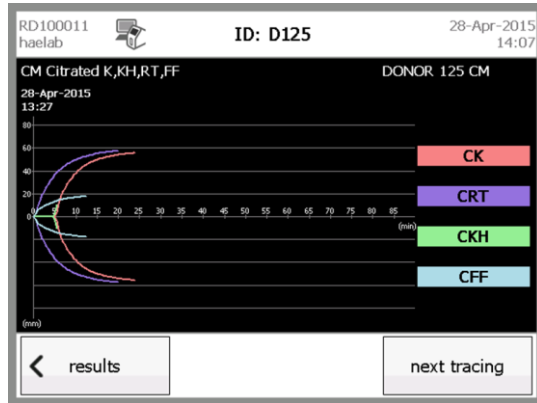 RD100011
haelab
ID: D125
28-Apr-2015
14:07
CM Citrated K,KH,RT,FF
DONOR 125 CM
28-Apr-2015
13:27
80
60
40
20
0
0 10 15 20 25 30 35 40 45 50 55 60 65 70 75 80 85
(min)
(mm)
CK
CRT
CKH
CFF
results
next tracing